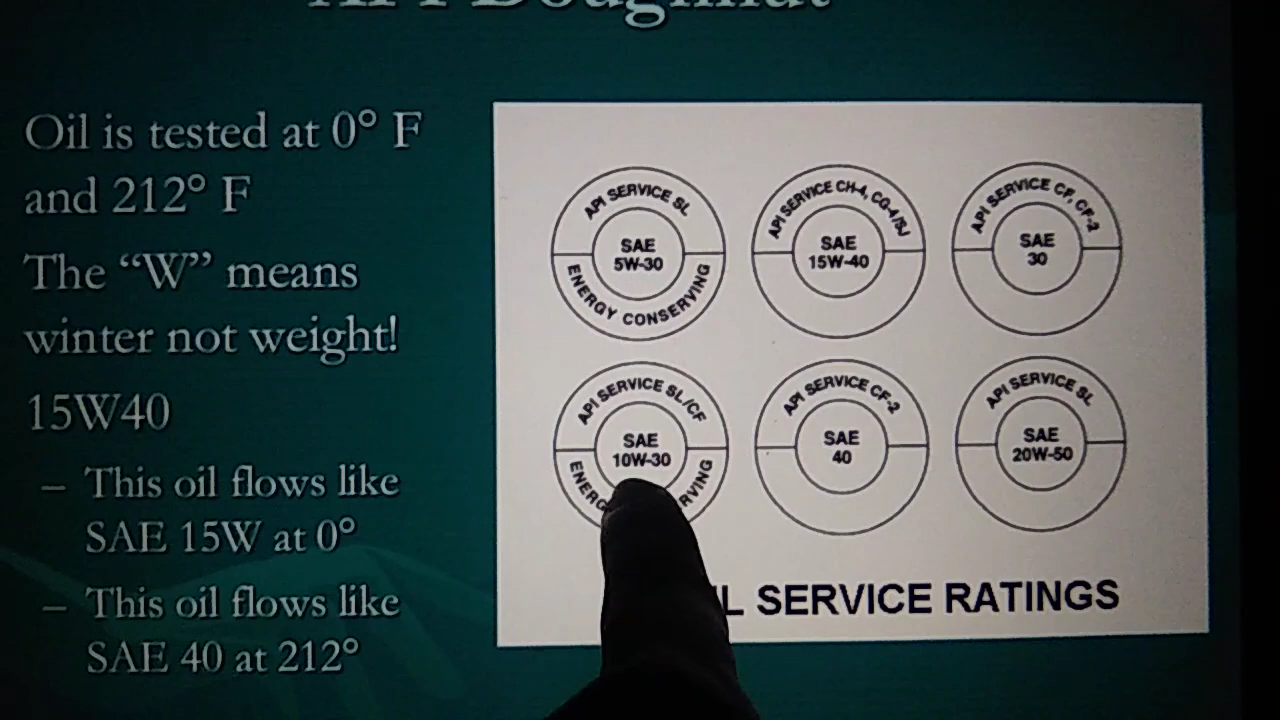 Oil is tested at 0° F
and 212° F
The “W” means
winter not weight!
15W40
– This oil flows like
SAE 15W at 0°
– This oil flows like
SAE 40 at 212°
API SERVICE SL
SAE
5W-30
ENERGY CONSERVING
API SERVICE CH-4, CG-4/SJ
SAE
15W-40
API SERVICE CF, CF-2
SAE
30
API SERVICE SL/CF
SAE
10W-30
API SERVICE CF-2
SAE
40
API SERVICE SL
SAE
20W-50
SERVICE RATINGS